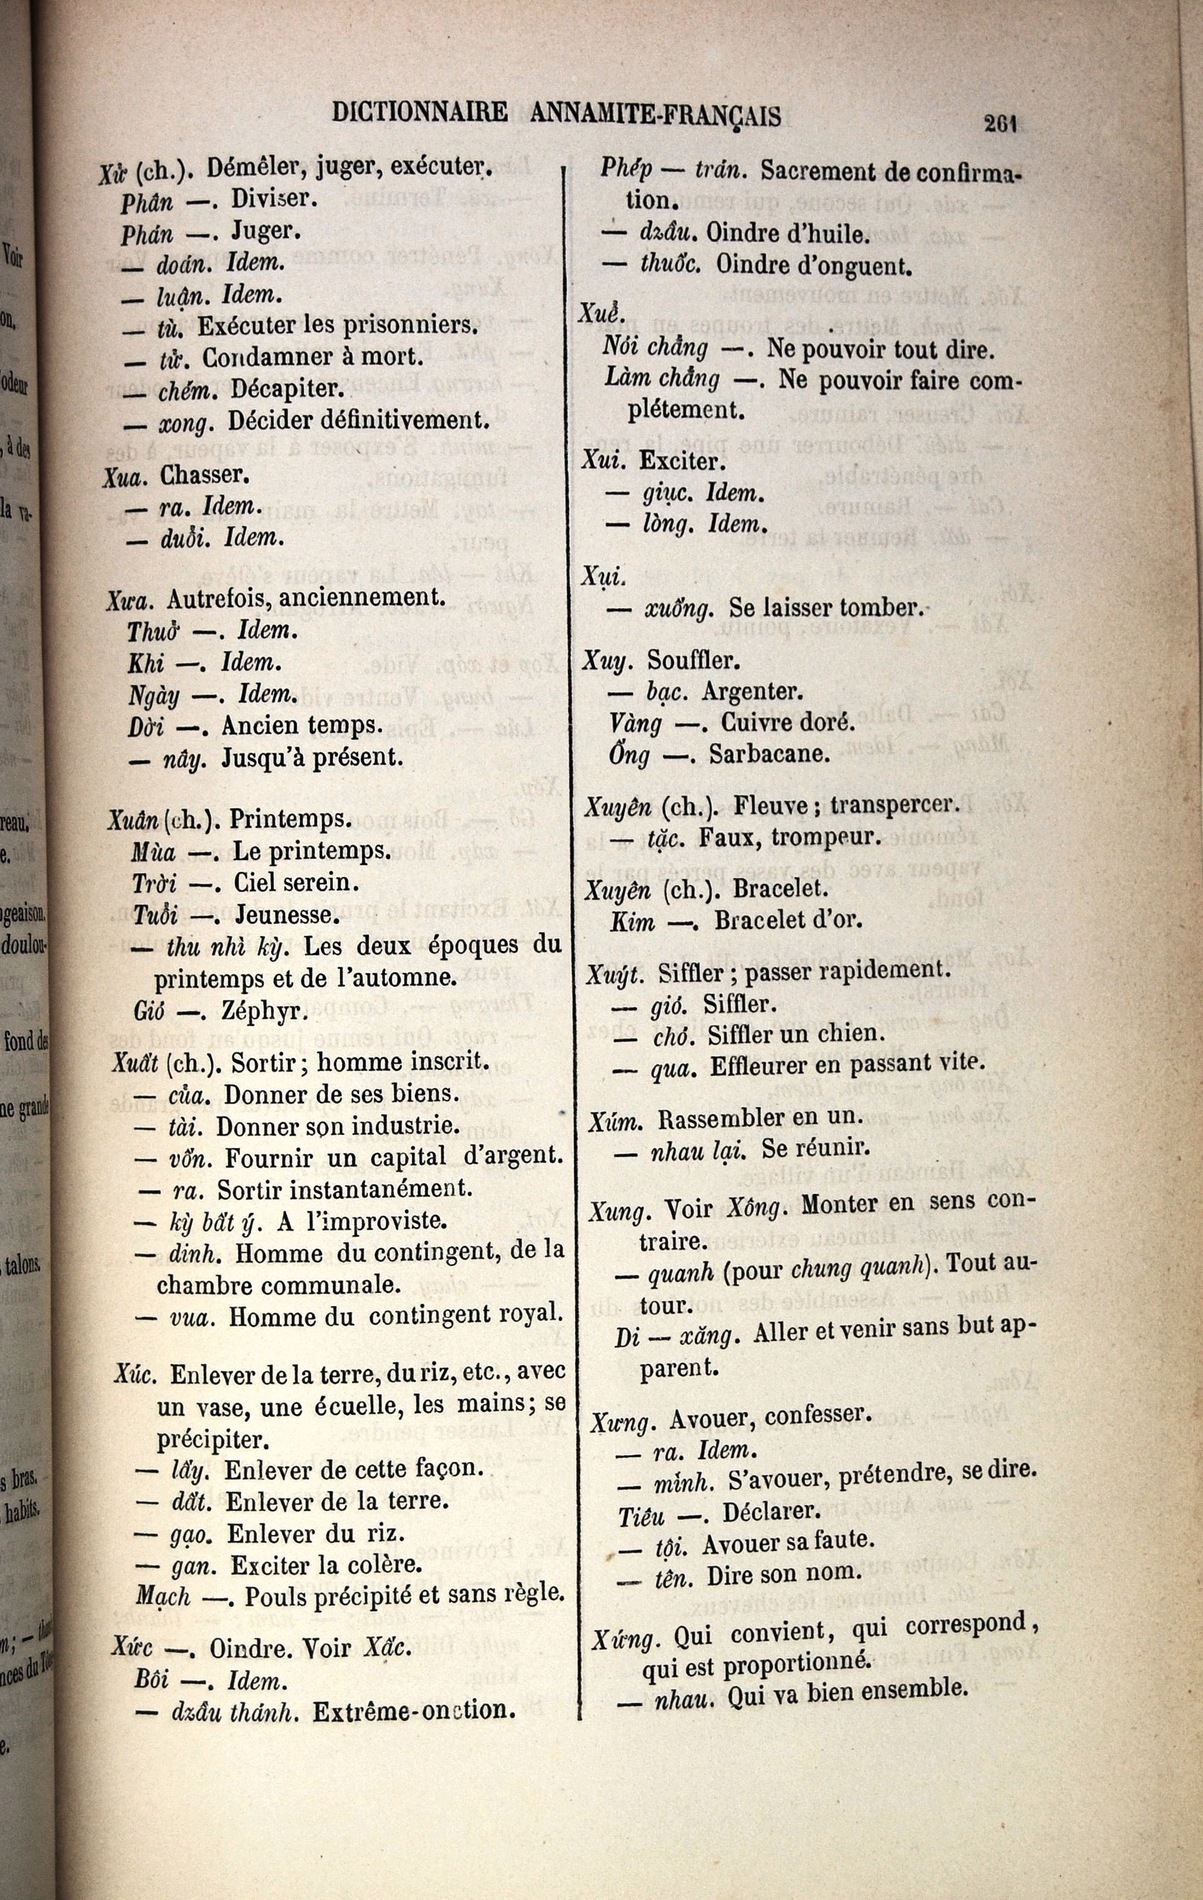 DICTIONNAIRE ANNAMITE-FRANÇAIS
261
Xử (ch.). Démêler, juger, exécuter.
Phân —. Diviser.
Phán —. Juger.
— doán. Idem.
— luận. Idem.
— tù. Exécuter les prisonniers.
— tử. Condamner à mort.
— chém. Décapiter.
— xong. Décider définitivement.
Xua. Chasser.
— ra. Idem.
— duổi. Idem.
Xưa. Autrefois, anciennement.
Thuở —. Idem.
Khi —. Idem.
Ngày —. Idem.
Dời —. Ancien temps.
— nây. Jusqu'à présent.
Xuân (ch.). Printemps.
Mùa —. Le printemps.
Trời —. Ciel serein.
Tuổi —. Jeunesse.
— thu nhì kỳ. Les deux époques du
printemps et de l'automne.
Gió —. Zéphyr.
Xuất (ch.). Sortir ; homme inscrit.
— của. Donner de ses biens.
— tài. Donner son industrie.
— vốn. Fournir un capital d'argent.
— ra. Sortir instantanément.
— kỳ bất ý. A l'improviste.
— dinh. Homme du contingent, de la
chambre communale.
— vua. Homme du contingent royal.
Xúc. Enlever de la terre, du riz, etc., avec
un vase, une écuelle, les mains ; se
précipiter.
— lấy. Enlever de cette façon.
— dất. Enlever de la terre.
— gạo. Enlever du riz.
— gan. Exciter la colère.
Mạch —. Pouls précipité et sans règle.
Xức —. Oindre. Voir Xấc.
Bôi —. Idem.
— dzầu thánh. Extrême-onction.
Phép — trán. Sacrement de confirma-
tion.
— dzầu. Oindre d'huile.
— thuốc. Oindre d'onguent.
Xuể.
Nói chẳng —. Ne pouvoir tout dire.
Làm chẳng —. Ne pouvoir faire com-
plétement.
Xui. Exciter.
— giục. Idem.
— lòng. Idem.
Xụi.
— xuống. Se laisser tomber.
Xuy. Souffler.
— bạc. Argenter.
Vàng —. Cuivre doré.
Ống —. Sarbacane.
Xuyên (ch.). Fleuve ; transpercer.
— tặc. Faux, trompeur.
Xuyên (ch.). Bracelet.
Kim —. Bracelet d'or.
Xuýt. Siffler ; passer rapidement.
— gió. Siffler.
— chó. Siffler un chien.
— qua. Effleurer en passant vite.
Xúm. Rassembler en un.
— nhau lại. Se réunir.
Xung. Voir Xông. Monter en sens con-
traire.
— quanh (pour chung quanh). Tout au-
tour.
Di — xăng. Aller et venir sans but ap-
parent.
Xưng. Avouer, confesser.
— ra. Idem.
— mình. S'avouer, prétendre, se dire.
Tiêu —. Déclarer.
— tội. Avouer sa faute.
— tên. Dire son nom.
Xứng. Qui convient, qui correspond,
qui est proportionné.
— nhau. Qui va bien ensemble.